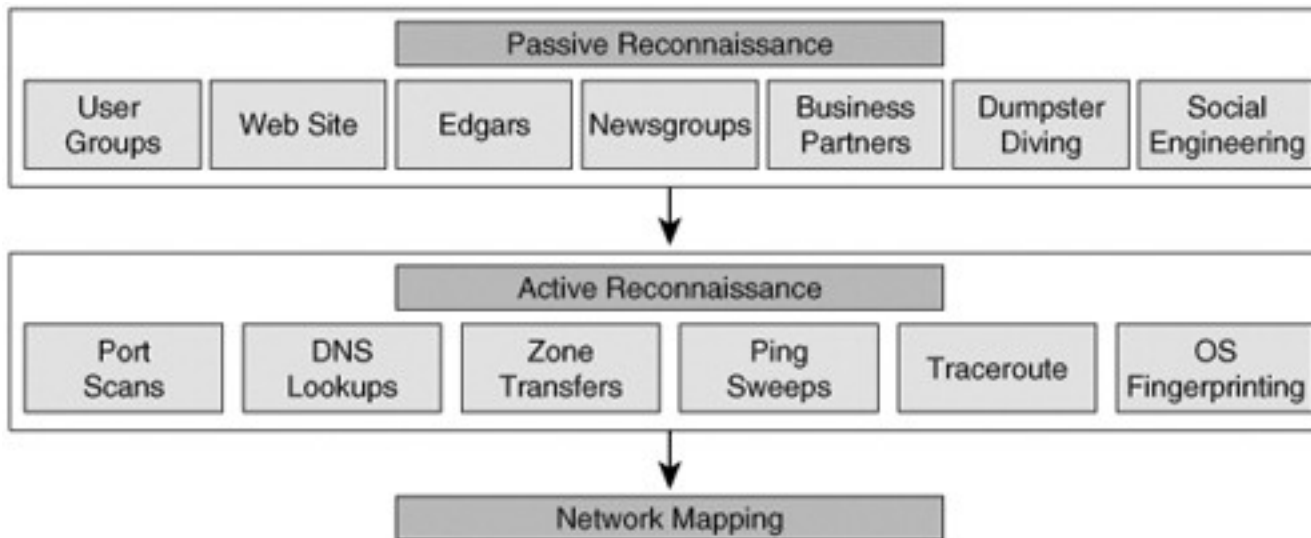 Passive Reconnaissance
User
Groups
Web Site
Edgars
Newsgroups
Business
Partners
Dumpster
Diving
Social
Engineering
Active Reconnaissance
Port
Scans
DNS
Lookups
Zone
Transfers
Ping
Sweeps
Traceroute
OS
Fingerprinting
Network Mapping